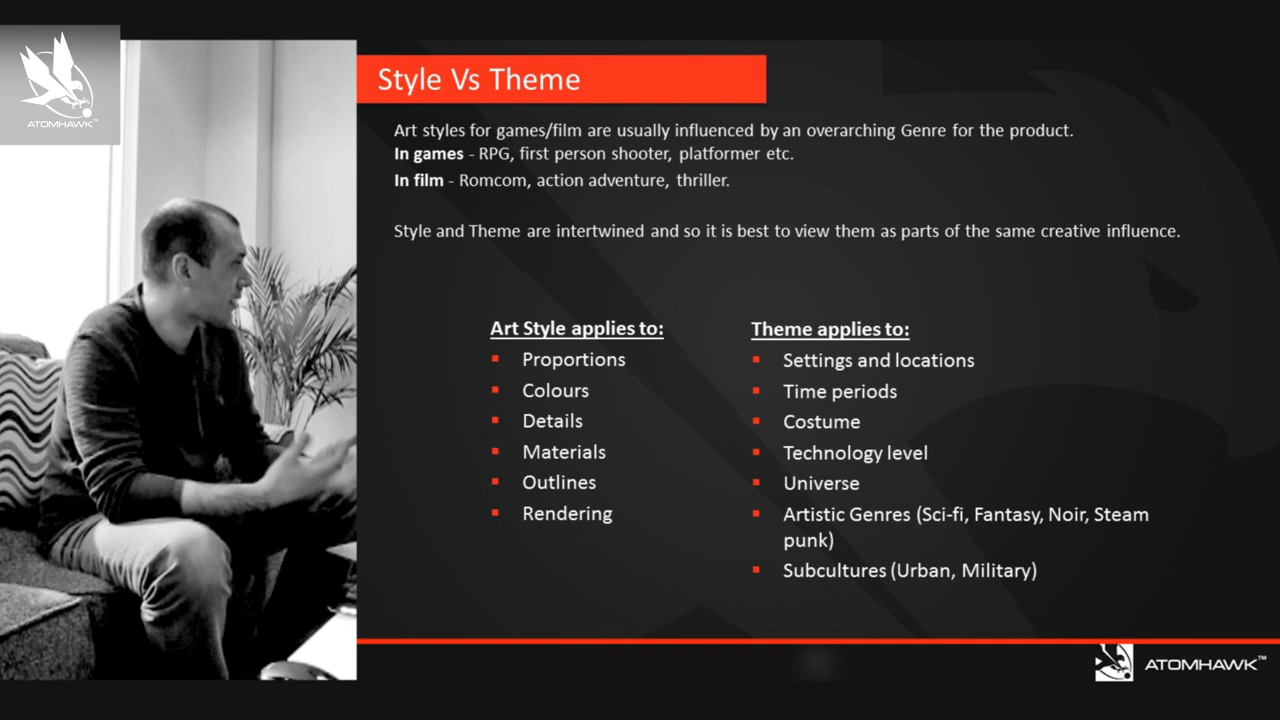 ATOMHAWK™
Style Vs Theme
Art styles for games/film are usually influenced by an overarching Genre for the product.
In games - RPG, first person shooter, platformer etc.
In film - Romcom, action adventure, thriller.
Style and Theme are intertwined and so it is best to view them as parts of the same creative influence.
Art Style applies to:
Proportions
Colours
Details
Materials
Outlines
Rendering
Theme applies to:
Settings and locations
Time periods
Costume
Technology level
Universe
Artistic Genres (Sci-fi, Fantasy, Noir, Steam
punk)
Subcultures (Urban, Military)
ATOMHAWK™